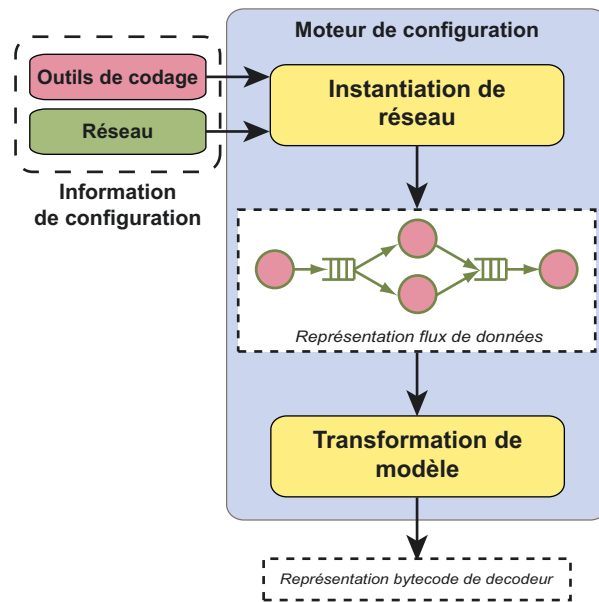 Moteur de configuration
Outils de codage
Réseau
Information
de configuration
Instantiation de
réseau
Représentation flux de données
Transformation de
modèle
Représentation bytecode de decodeur